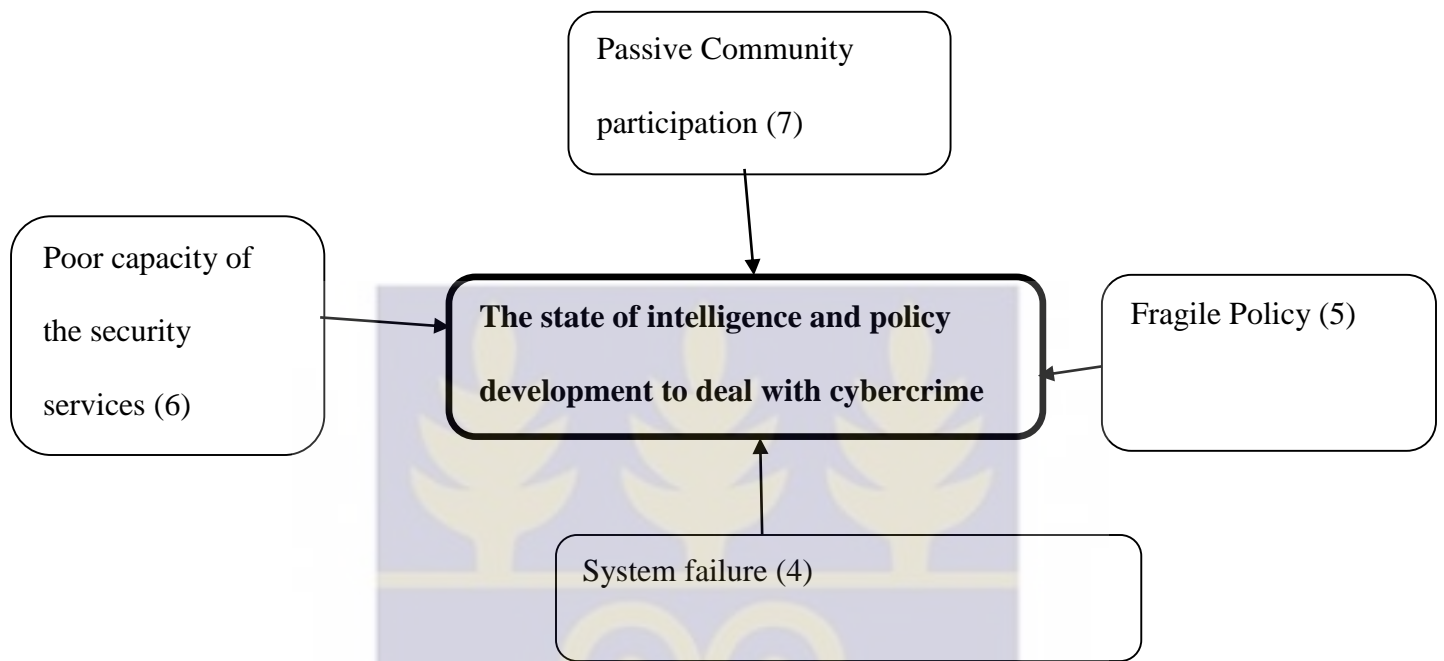 Passive Community
participation (7)
Poor capacity of
the security
services (6)
The state of intelligence and policy
development to deal with cybercrime
Fragile Policy (5)
System failure (4)